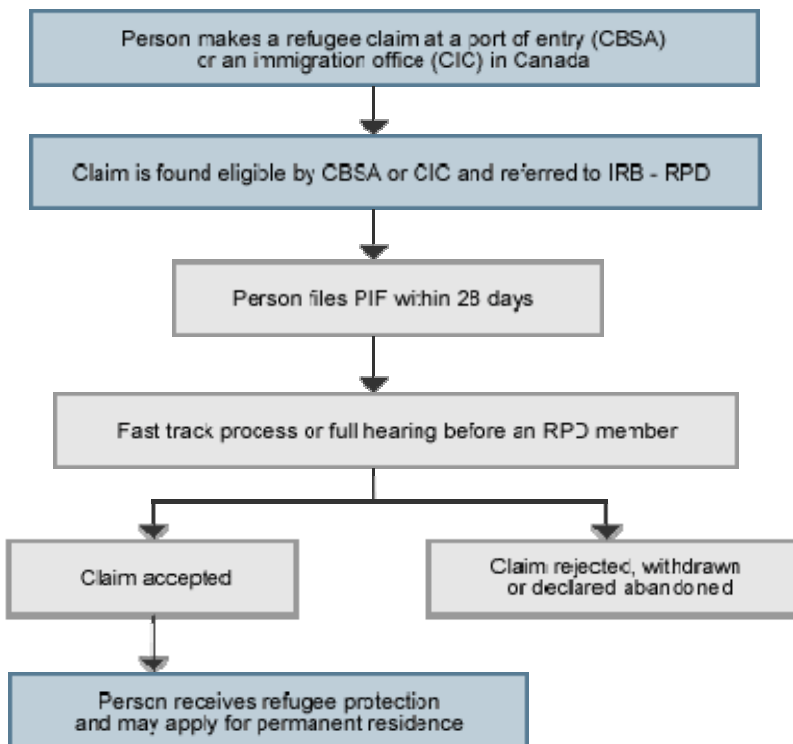 Person makes a refugee claim at a port of entry (CBSA)
or an immigration office (CIC) in Canada
Claim is found eligible by CBSA or CIC and referred to IRB - RPD
Person files PIF within 28 days
Fast track process or full hearing before an RPD member
Claim accepted
Claim rejected, withdrawn
or declared abandoned
Person receives refugee protection
and may apply for permanent residence